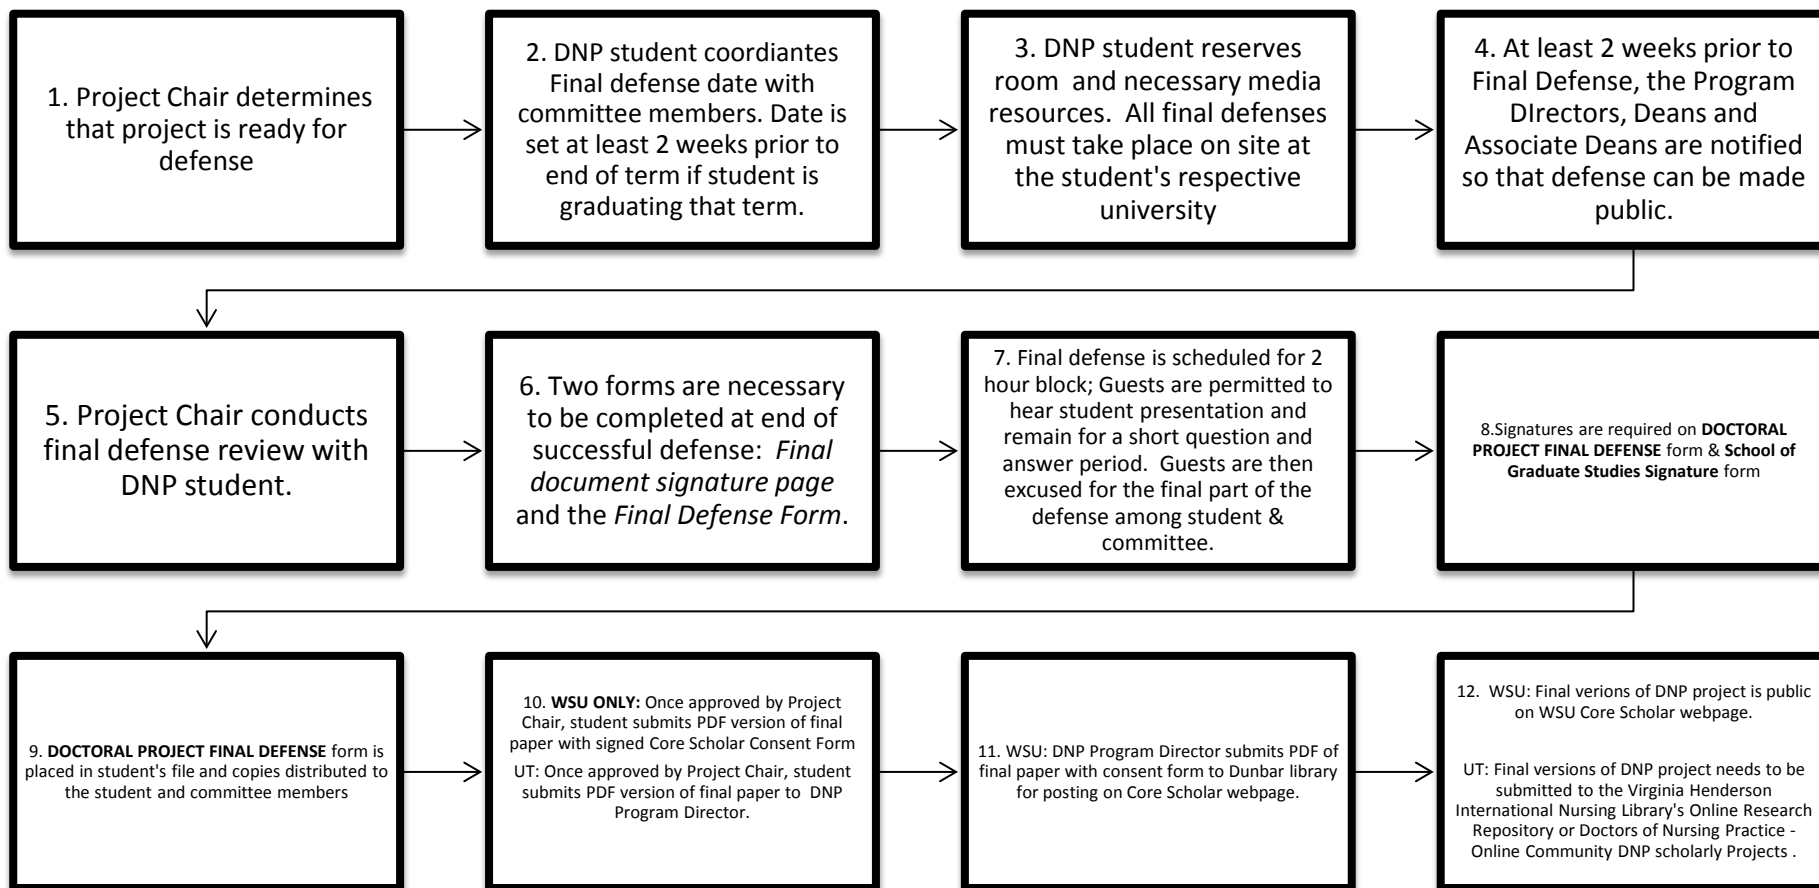 1. Project Chair determines
that project is ready for
defense
2. DNP student coordiantes
Final defense date with
committee members. Date is
set at least 2 weeks prior to
end of term if student is
graduating that term.
3. DNP student reserves
room and necessary media
resources. All final defenses
must take place on site at
the student's respective
university
4. At least 2 weeks prior to
Final Defense, the Program
DIrectors, Deans and
Associate Deans are notified
so that defense can be made
public.
5. Project Chair conducts
final defense review with
DNP student.
6. Two forms are necessary
to be completed at end of
successful defense: Final
document signature page
and the Final Defense Form.
7. Final defense is scheduled for 2
hour block; Guests are permitted to
hear student presentation and
remain for a short question and
answer period. Guests are then
excused for the final part of the
defense among student &
committee.
8.Signatures are required on DOCTORAL
PROJECT FINAL DEFENSE form & School of
Graduate Studies Signature form
9. DOCTORAL PROJECT FINAL DEFENSE form is
placed in student's file and copies distributed to
the student and committee members
10. WSU ONLY: Once approved by Project
Chair, student submits PDF version of final
paper with signed Core Scholar Consent Form
UT: Once approved by Project Chair, student
submits PDF version of final paper to DNP
Program Director.
11. WSU: DNP Program Director submits PDF of
final paper with consent form to Dunbar library
for posting on Core Scholar webpage.
12. WSU: Final verions of DNP project is public
on WSU Core Scholar webpage.
UT: Final versions of DNP project needs to be
submitted to the Virginia Henderson
International Nursing Library's Online Research
Repository or Doctors of Nursing Practice -
Online Community DNP scholarly Projects .